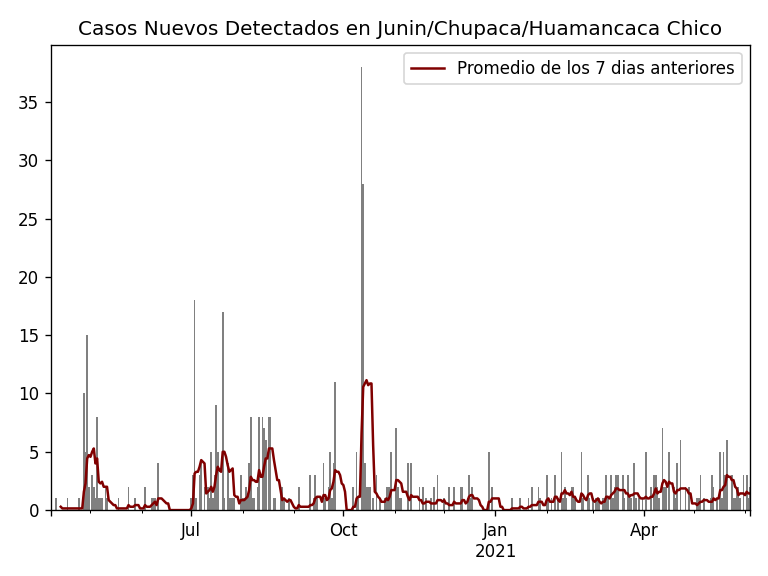 Casos Nuevos Detectados en Junin/Chupaca/Huamancaca Chico
Promedio de los 7 dias anteriores
35
30
25
20
15
10
5
0
Jul
Oct
Jan
Apr
2021